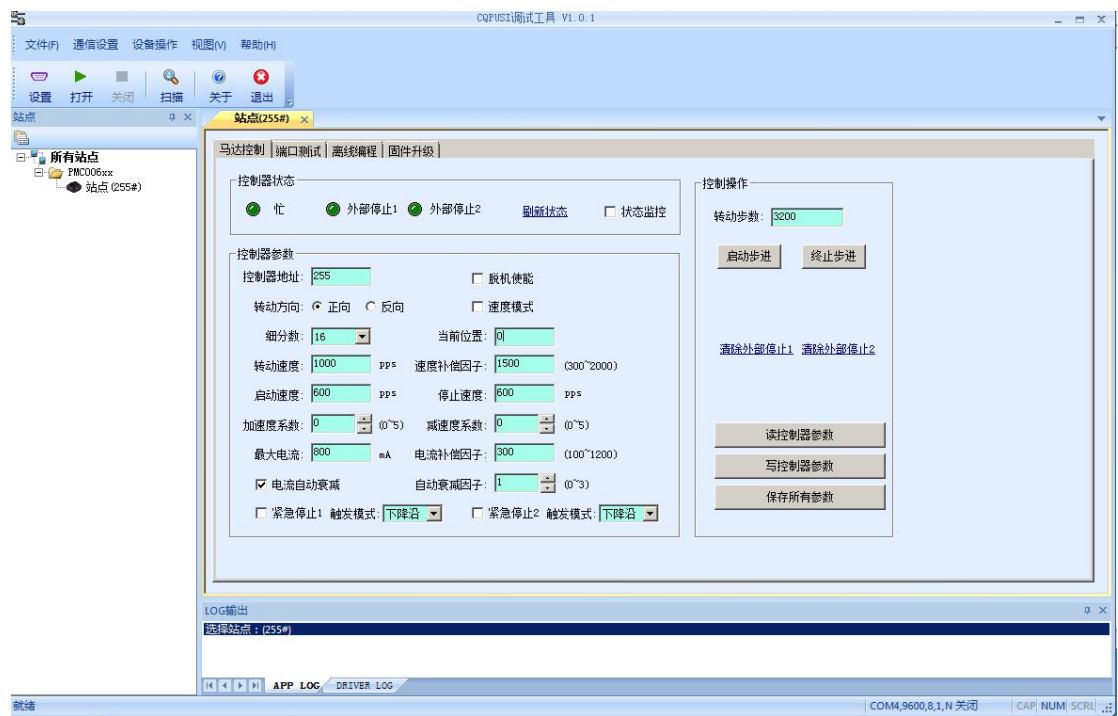 CQFUSI调试工具 V1.0.1
文件(F) 通信设置 设备操作 视图(V) 帮助(H)
设置 打开 关闭 扫描 关于 退出
站点
站点(255#)
所有站点
PMC006xx
站点 (255#)
马达控制 端口测试 离线编程 固件升级
控制器状态
忙 外部停止1 外部停止2 刷新状态 状态监控
控制器参数
控制器地址: 255 脱机使能
转动方向: 正向 反向 速度模式
细分数: 16 当前位置: 0
转动速度: 1000 pps 速度补偿因子: 1500 (300~2000)
启动速度: 600 pps 停止速度: 600 pps
加速度系数: 0 (0~5) 减速度系数: 0 (0~5)
最大电流: 800 mA 电流补偿因子: 300 (100~1200)
电流自动衰减 自动衰减因子: 1 (0~3)
紧急停止1 触发模式: 下降沿 紧急停止2 触发模式: 下降沿
控制操作
转动步数: 3200
启动步进 终止步进
清除外部停止1 清除外部停止2
读控制器参数
写控制器参数
保存所有参数
LOG输出
选择站点：(255#)
APP LOG DRIVER LOG
就绪 COM4,9600,8,1,N 关闭 CAP NUM SCRL